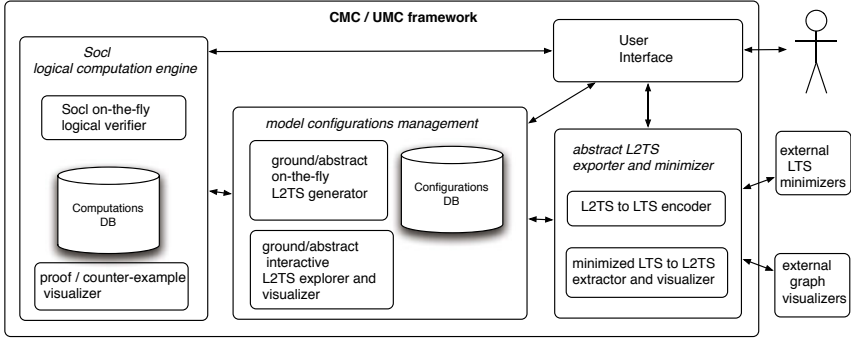 CMC / UMC framework
Socl
logical computation engine
Socl on-the-fly
logical verifier
Computations
DB
proof / counter-example
visualizer
model configurations management
ground/abstract
on-the-fly
L2TS generator
Configurations
DB
ground/abstract
interactive
L2TS explorer and
visualizer
User
Interface
abstract L2TS
exporter and minimizer
L2TS to LTS encoder
minimized LTS to L2TS
extractor and visualizer
external
LTS
minimizers
external
graph
visualizers